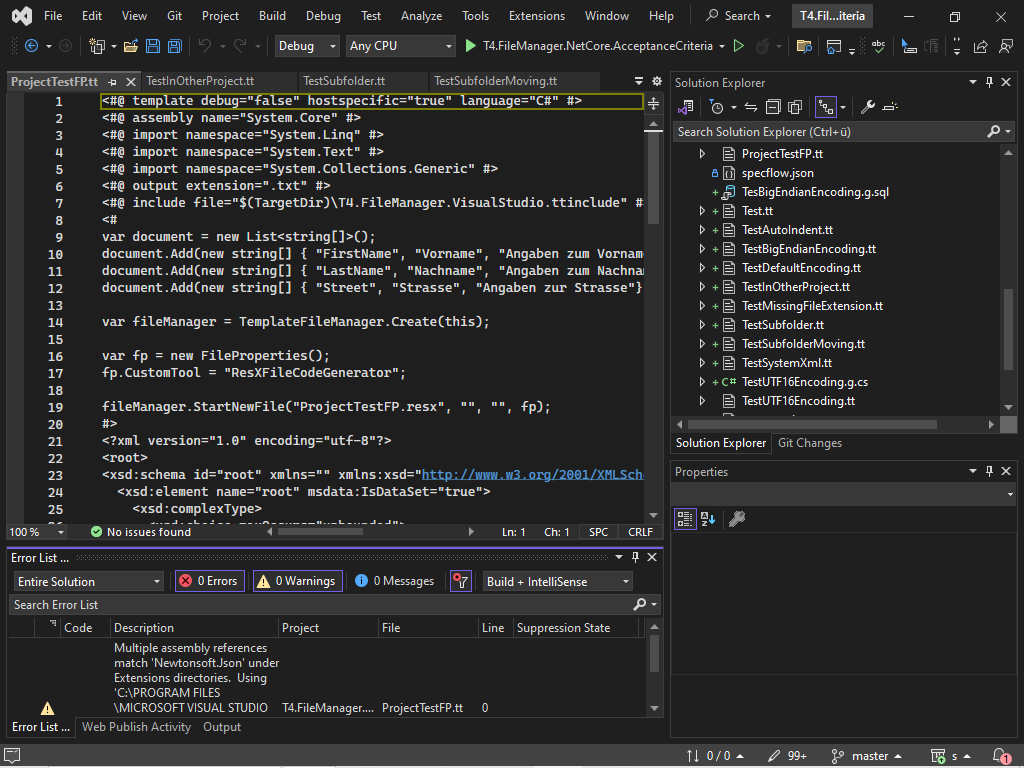 File Edit View Git Project Build Debug Test Analyze Tools Extensions Window Help Search T4.Fil...iteria
Debug Any CPU T4.FileManager.NetCore.AcceptanceCriteria
ProjectTestFP.tt TestInOtherProject.tt TestSubfolder.tt TestSubfolderMoving.tt
1 <#@ template debug="false" hostspecific="true" language="C#" #>
2 <#@ assembly name="System.Core" #>
3 <#@ import namespace="System.Linq" #>
4 <#@ import namespace="System.Text" #>
5 <#@ import namespace="System.Collections.Generic" #>
6 <#@ output extension=".txt" #>
7 <#@ include file="$(TargetDir)\T4.FileManager.VisualStudio.ttinclude" #
8 <#
9 var document = new List<string[]>();
10 document.Add(new string[] { "FirstName", "Vorname", "Angaben zum Vorname
11 document.Add(new string[] { "LastName", "Nachname", "Angaben zum Nachna
12 document.Add(new string[] { "Street", "Strasse", "Angaben zur Strasse"}
13
14 var fileManager = TemplateFileManager.Create(this);
15
16 var fp = new FileProperties();
17 fp.CustomTool = "ResXFileCodeGenerator";
18
19 fileManager.StartNewFile("ProjectTestFP.resx", "", "", fp);
20 #>
21 <?xml version="1.0" encoding="utf-8"?>
22 <root>
23 <xsd:schema id="root" xmlns="" xmlns:xsd="http://www.w3.org/2001/XMLSch
24 <xsd:element name="root" msdata:IsDataSet="true">
25 <xsd:complexType>
100 % No issues found Ln: 1 Ch: 1 SPC CRLF
Error List ...
Entire Solution 0 Errors 0 Warnings 0 Messages Build + IntelliSense
Search Error List
Code Description Project File Line Suppression State
Multiple assembly references
match 'NewtonsoftJson' under
Extensions directories. Using
'C:\PROGRAM FILES
\MICROSOFT VISUAL STUDIO T4.FileManager.... ProjectTestFP.tt 0
Error List ... Web Publish Activity Output
Solution Explorer
Search Solution Explorer (Ctrl+ü)
ProjectTestFP.tt
specflow.json
TesBigEndianEncoding.g.sql
Test.tt
TestAutoIndent.tt
TestBigEndianEncoding.tt
TestDefaultEncoding.tt
TestInOtherProject.tt
TestMissingFileExtension.tt
TestSubfolder.tt
TestSubfolderMoving.tt
TestSystemXml.tt
C# TestUTF16Encoding.g.cs
TestUTF16Encoding.tt
Solution Explorer Git Changes
Properties
0 / 0 99+ master s 1